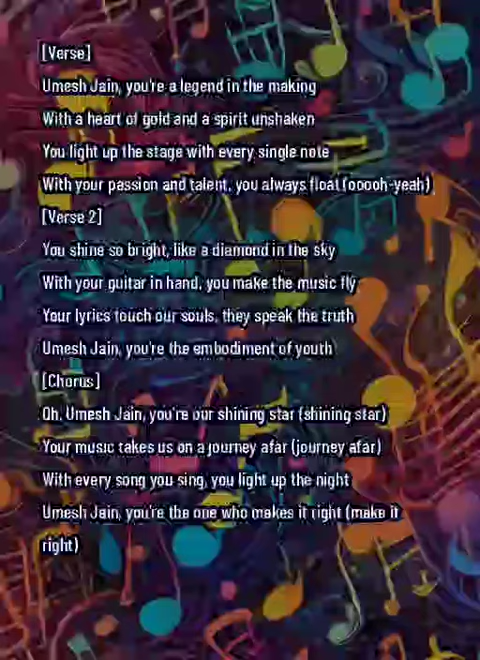 [Verse]
Umesh Jain, you're a legend in the making
With a heart of gold and a spirit unshaken
You light up the stage with every single note
With your passion and talent, you always float (ooooh-yeah)
[Verse 2]
You shine so bright, like a diamond in the sky
With your guitar in hand, you make the music fly
Your lyrics touch our souls, they speak the truth
Umesh Jain, you're the embodiment of youth
[Chorus]
Oh, Umesh Jain, you're our shining star (shining star)
Your music takes us on a journey afar (journey afar)
With every song you sing, you light up the night
Umesh Jain, you're the one who makes it right (make it
right)